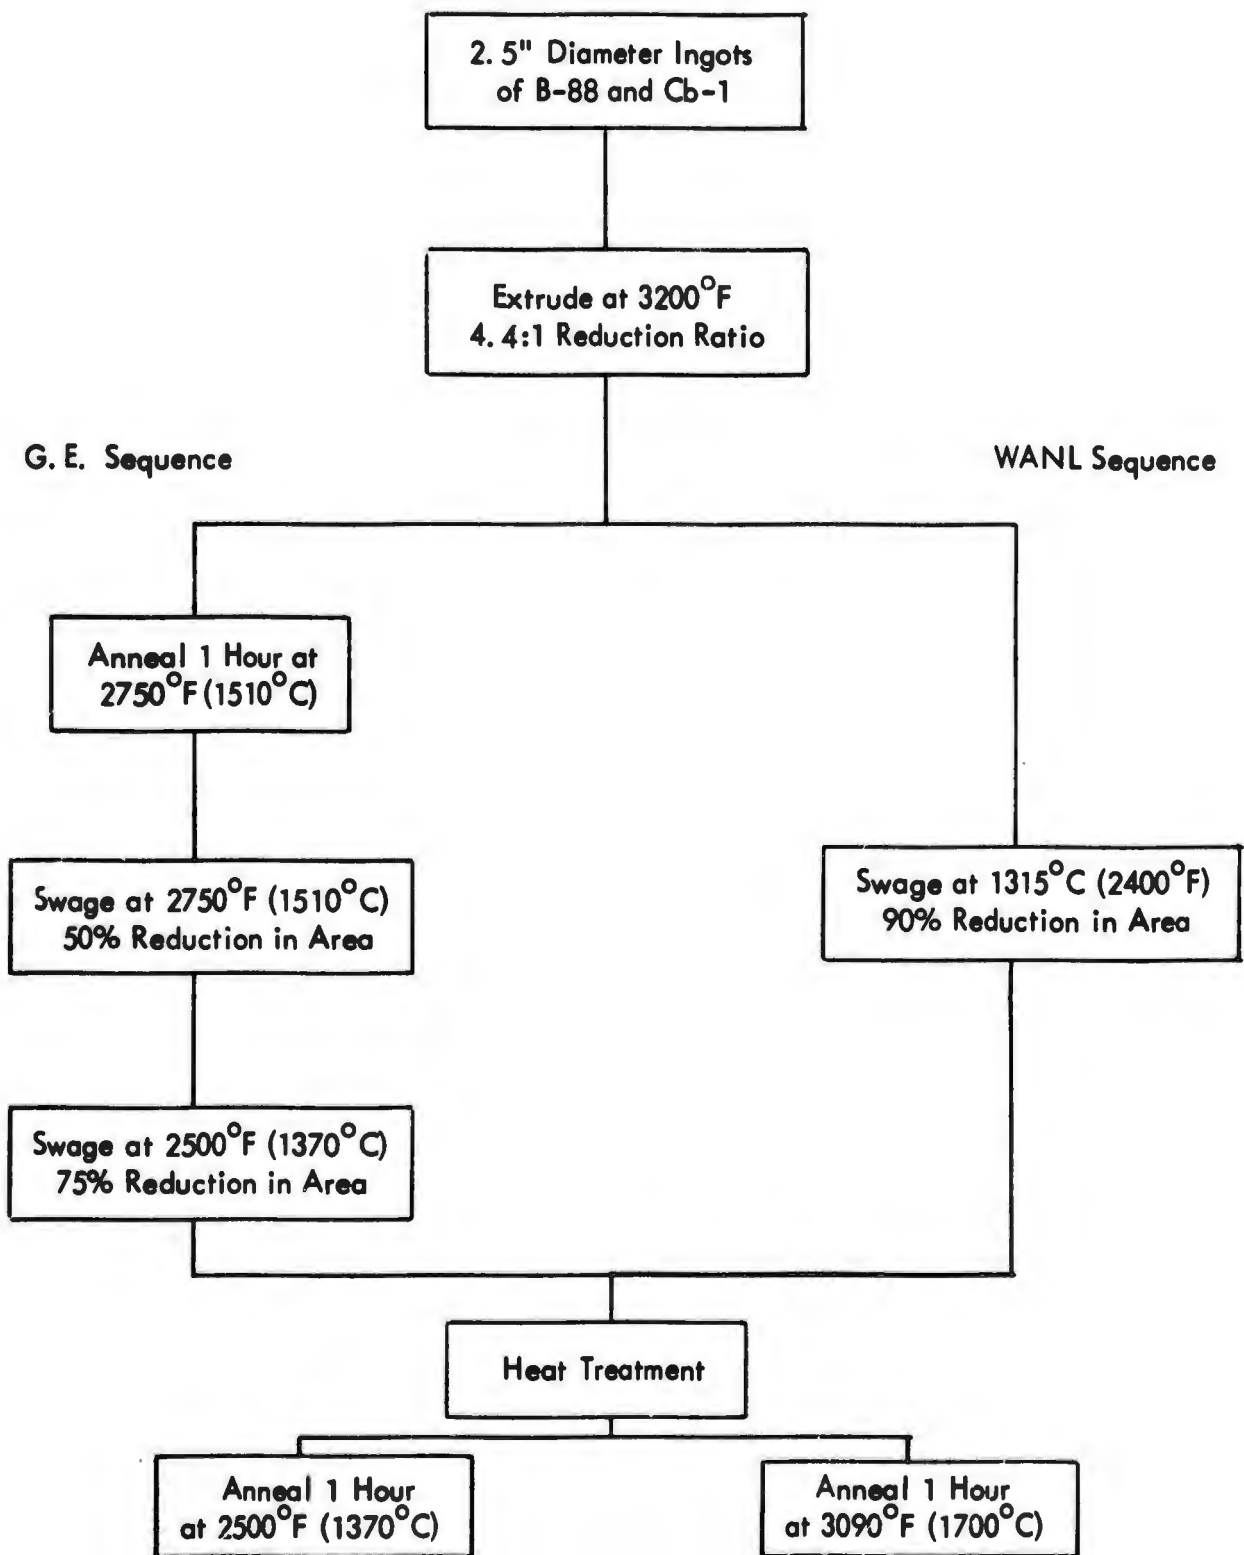 2.5" Diameter Ingots
of B-88 and Cb-1
Extrude at 3200°F
4.4:1 Reduction Ratio
G.E. Sequence
WANL Sequence
Anneal 1 Hour at
2750°F (1510°C)
Swage at 2750°F (1510°C)
50% Reduction in Area
Swage at 1315°C (2400°F)
90% Reduction in Area
Swage at 2500°F (1370°C)
75% Reduction in Area
Heat Treatment
Anneal 1 Hour
at 2500°F (1370°C)
Anneal 1 Hour
at 3090°F (1700°C)